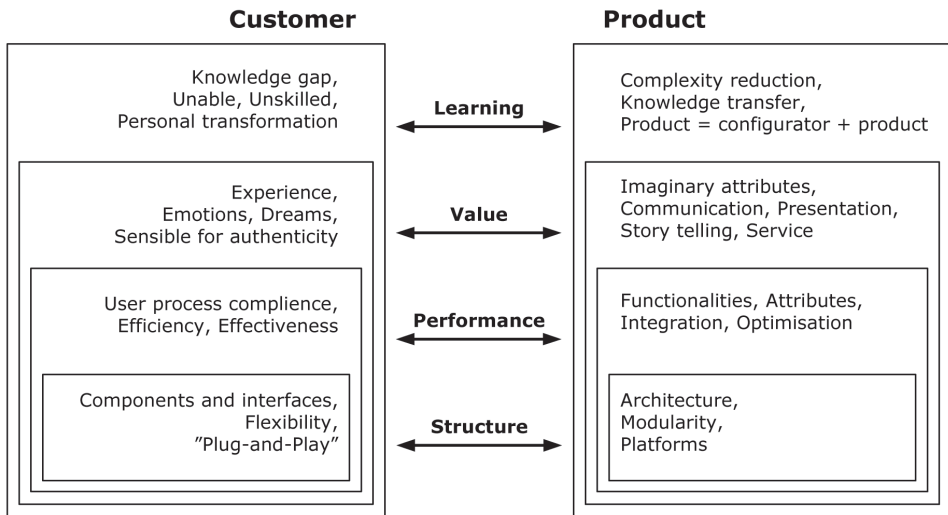 Customer
Product
Knowledge gap,
Unable, Unskilled,
Personal transformation
Learning
Complexity reduction,
Knowledge transfer,
Product = configurator + product
Experience,
Emotions, Dreams,
Sensible for authenticity
Value
Imaginary attributes,
Communication, Presentation,
Story telling, Service
User process complience,
Efficiency, Effectiveness
Performance
Functionalities, Attributes,
Integration, Optimisation
Components and interfaces,
Flexibility,
”Plug-and-Play”
Structure
Architecture,
Modularity,
Platforms